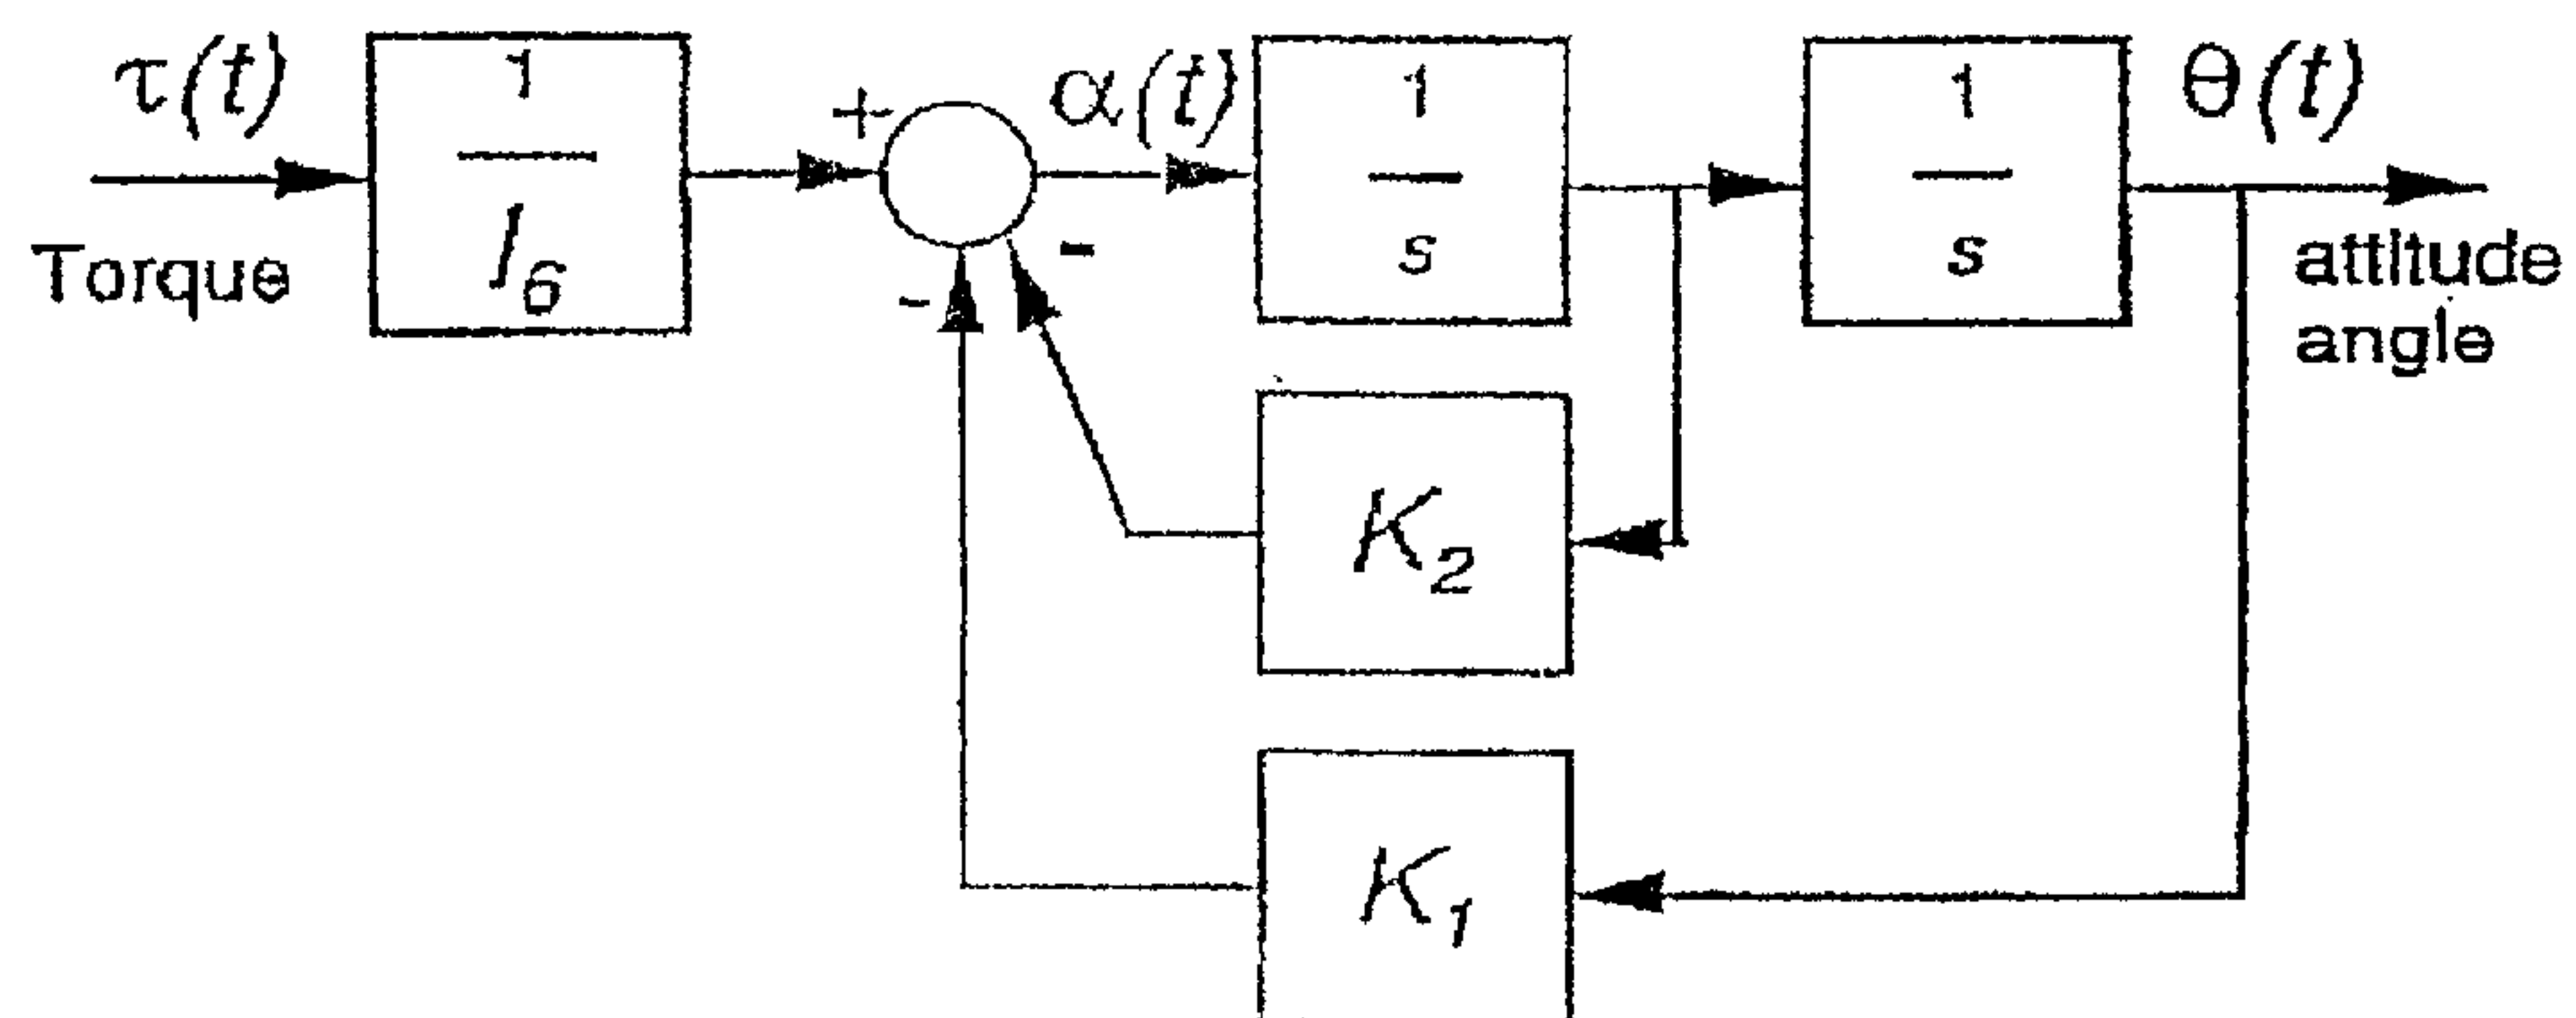 τ(t)
Torque
1
I6
+
-
-
α(t)
1
s
1
s
θ(t)
attitude
angle
K2
K1